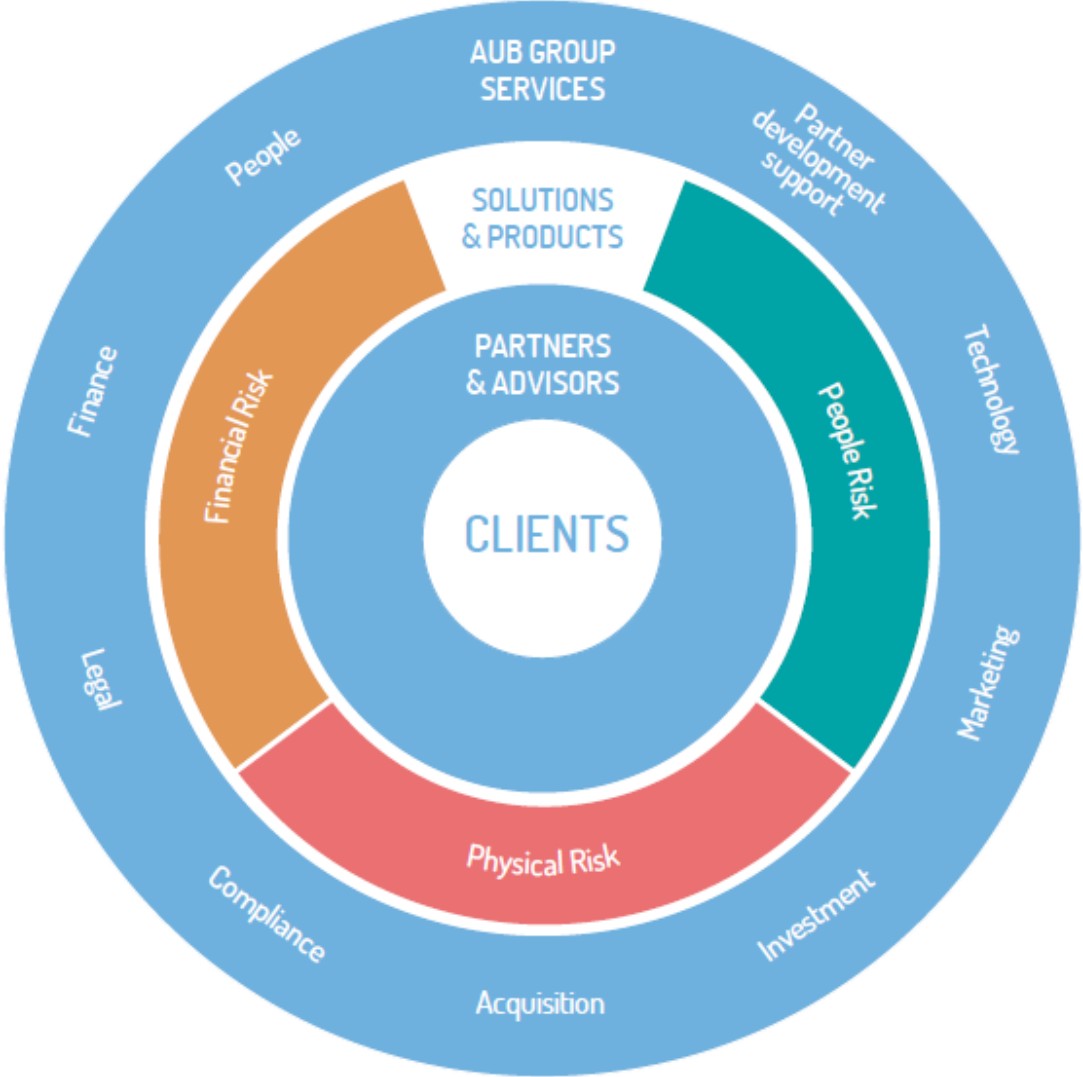 AUB GROUP
SERVICES
Partner
development
support
Technology
Marketing
Investment
Acquisition
Compliance
Legal
Finance
People
SOLUTIONS
& PRODUCTS
People Risk
Physical Risk
Financial Risk
PARTNERS
& ADVISORS
CLIENTS